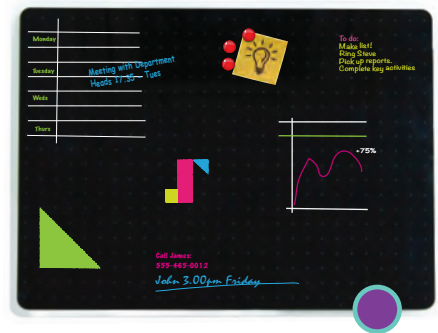 Monday
Tuesday
Meeting with Department
Heads 17.35 - Tues
Weds
Thurs
To do:
Make list!
Ring Steve
Pick up reports.
Complete key activities
+75%
Call James:
555-465-0012
John 3.00pm Friday